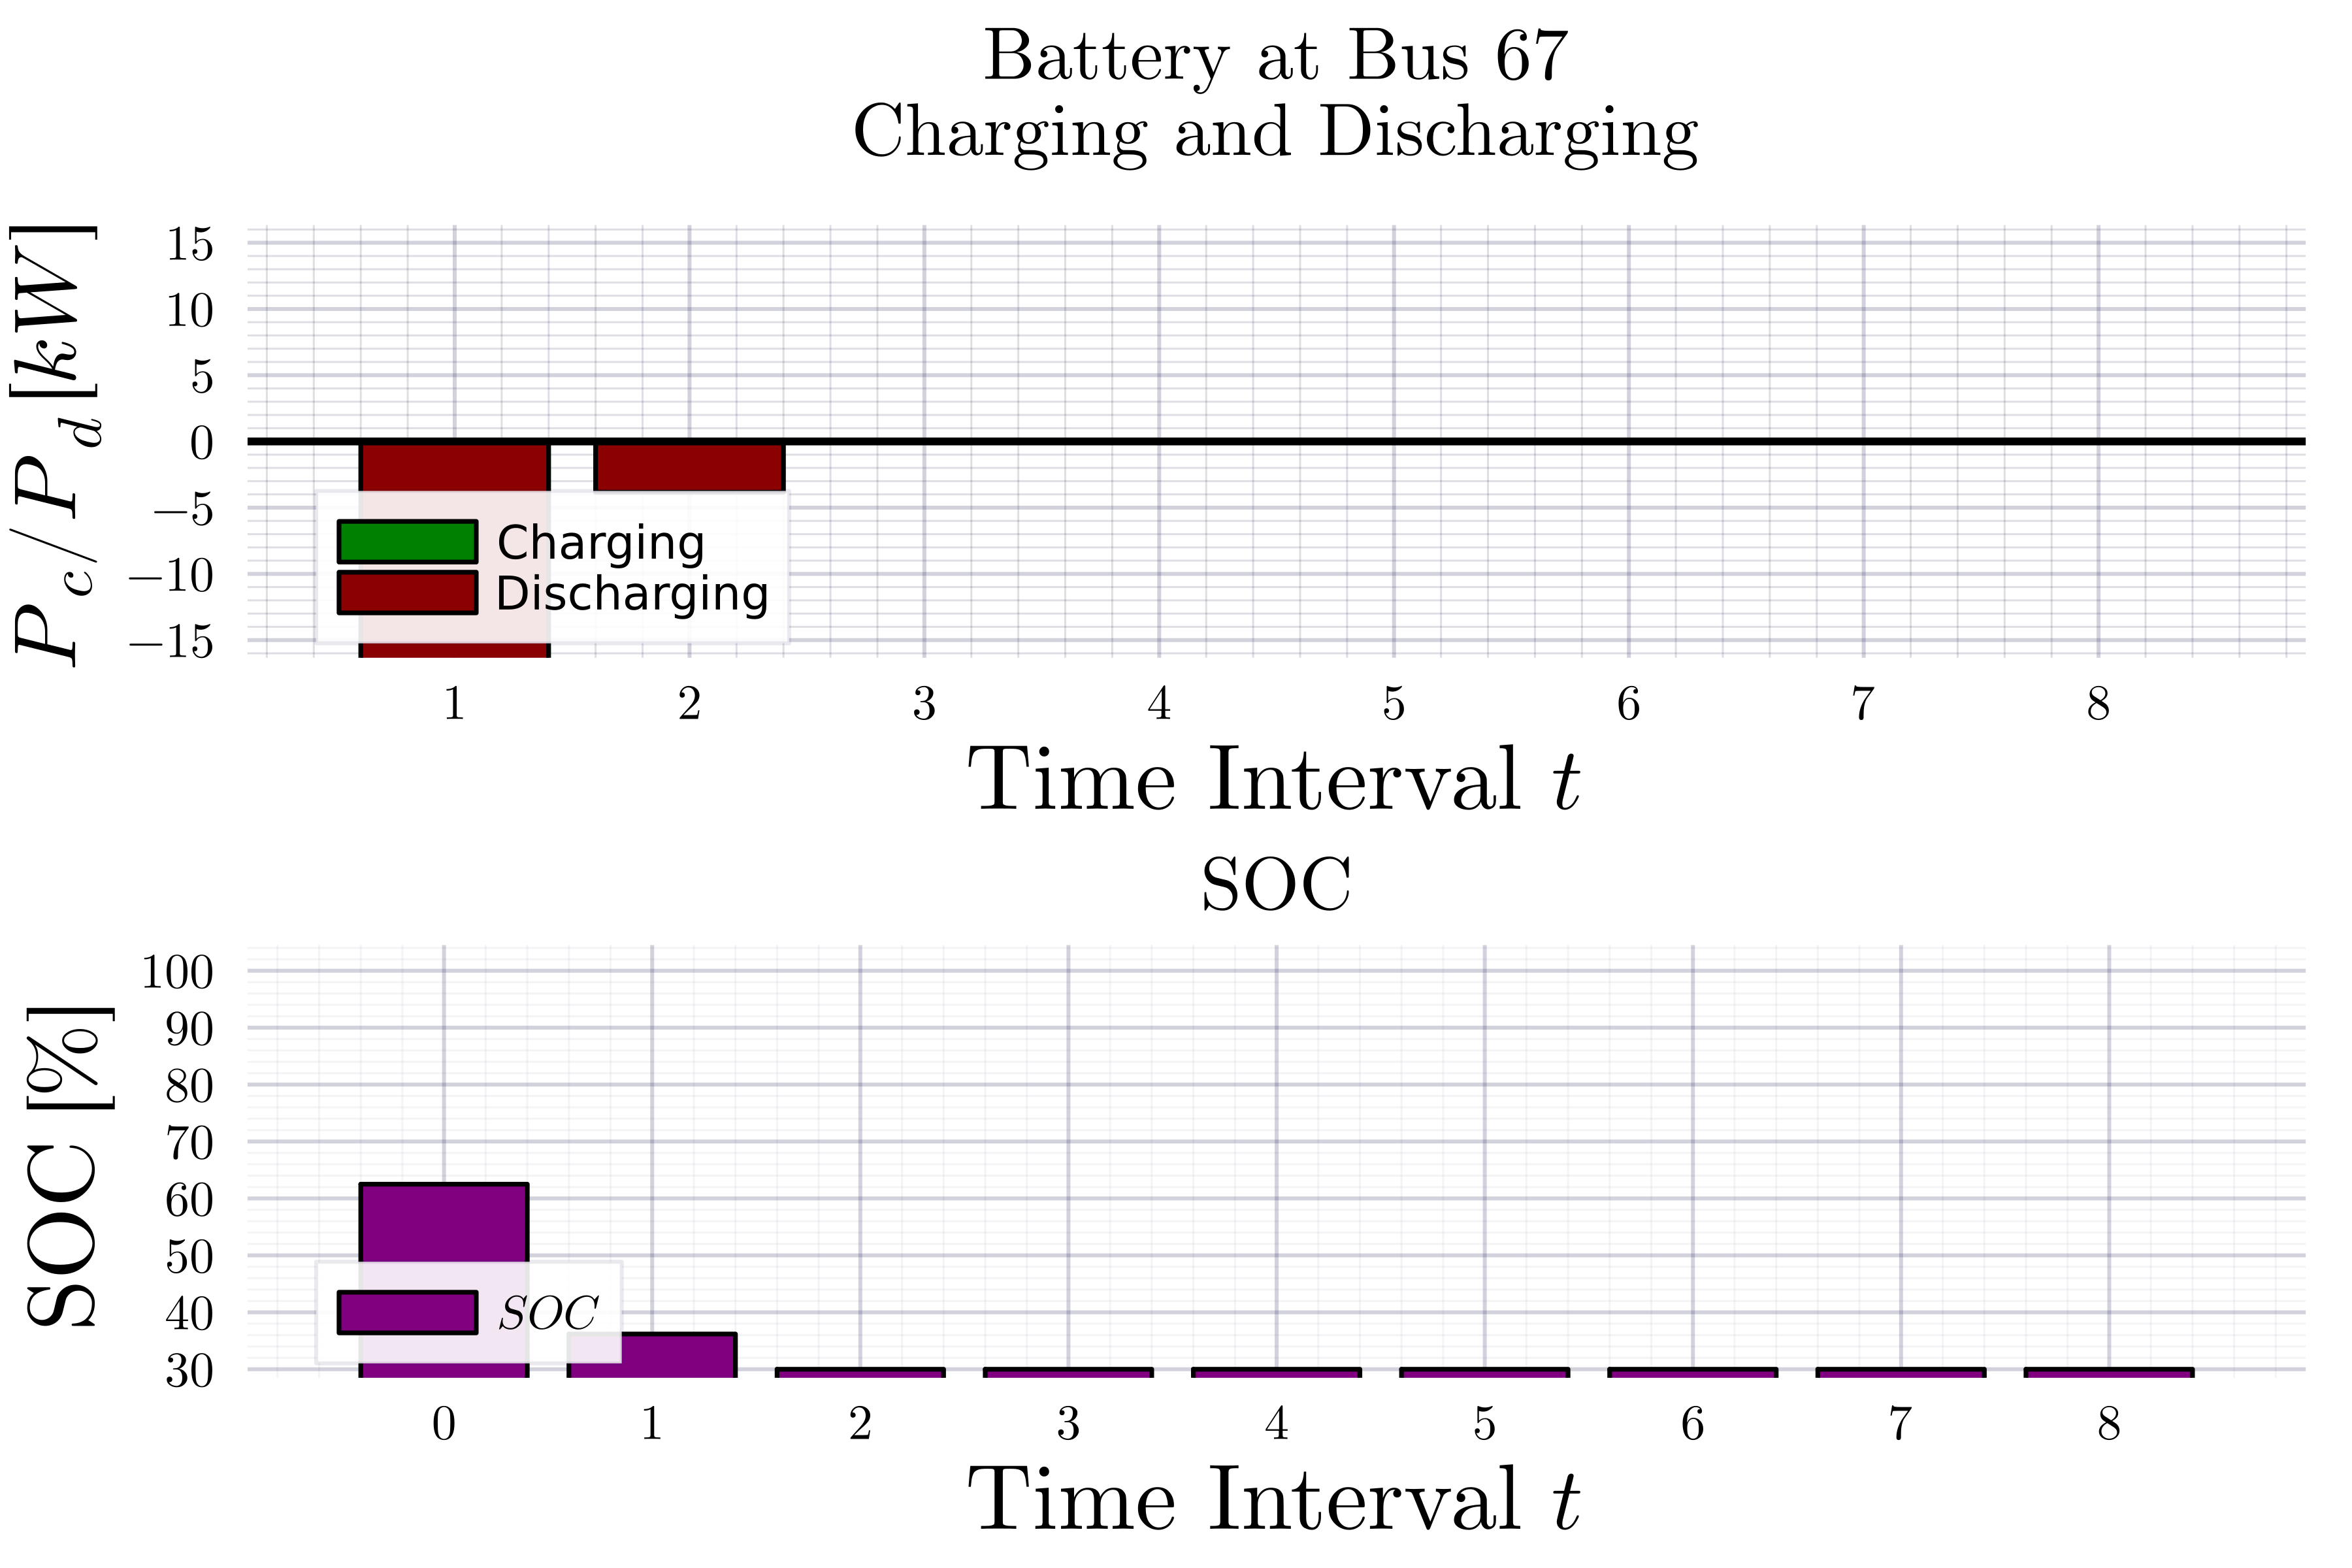 Battery at Bus 67
Charging and Discharging
P_c / P_d [kW]
15
10
5
0
−5
−10
−15
Charging
Discharging
1 2 3 4 5 6 7 8
Time Interval t
SOC
SOC [%]
100
90
80
70
60
50
40
30
SOC
0 1 2 3 4 5 6 7 8
Time Interval t